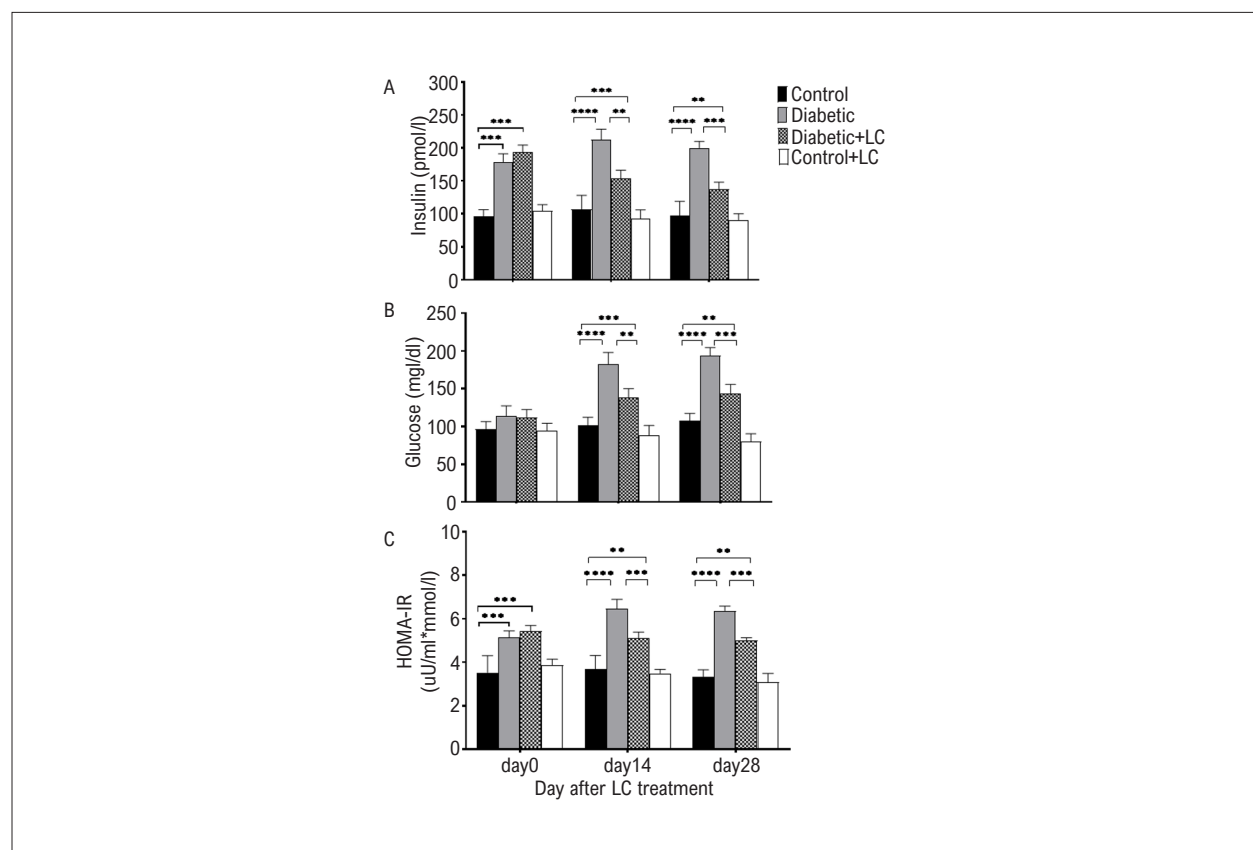 A
Insulin (pmol/l)
300
250
200
150
100
50
0
*** ***
*** **** ** 
** **** ***
Control
Diabetic
Diabetic+LC
Control+LC
B
Glucose (mgl/dl)
250
200
150
100
50
0
***
**** **
**
**** ***
C
HOMA-IR
(uU/ml*mmol/l)
10
8
6
4
2
0
***
***
**
**** ***
**
**** ***
day0 day14 day28
Day after LC treatment